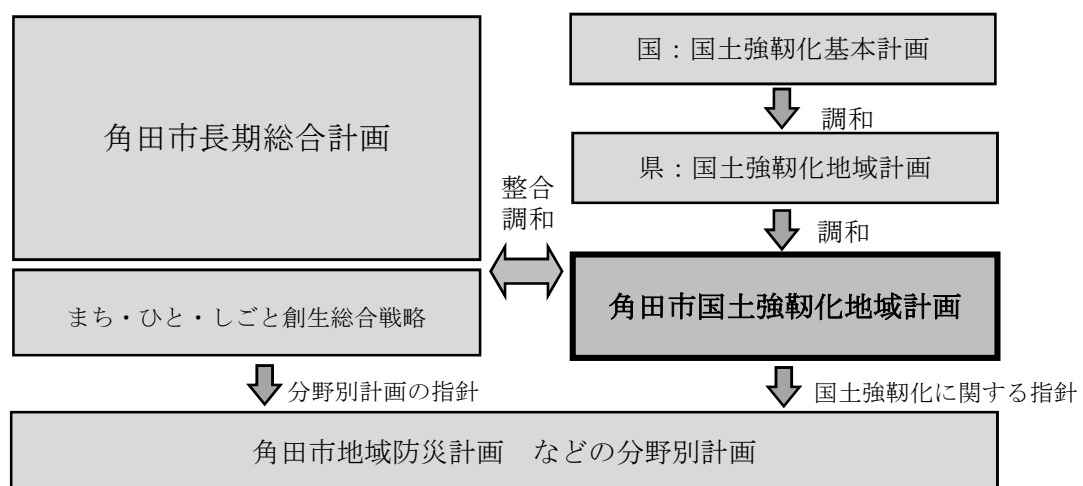 角田市長期総合計画
まち・ひと・しごと創生総合戦略
整合
調和
国：国土強靱化基本計画
調和
県：国土強靱化地域計画
調和
角田市国土強靱化地域計画
分野別計画の指針
国土強靱化に関する指針
角田市地域防災計画　などの分野別計画